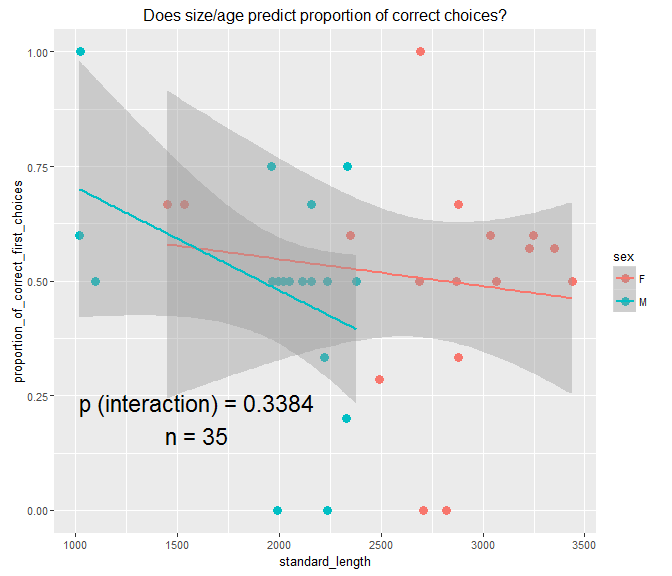 Does size/age predict proportion of correct choices?
proportion_of_correct_first_choices
1.00
0.75
0.50
0.25
0.00
p (interaction) = 0.3384
n = 35
1000 1500 2000 2500 3000 3500
standard_length
sex
F
M